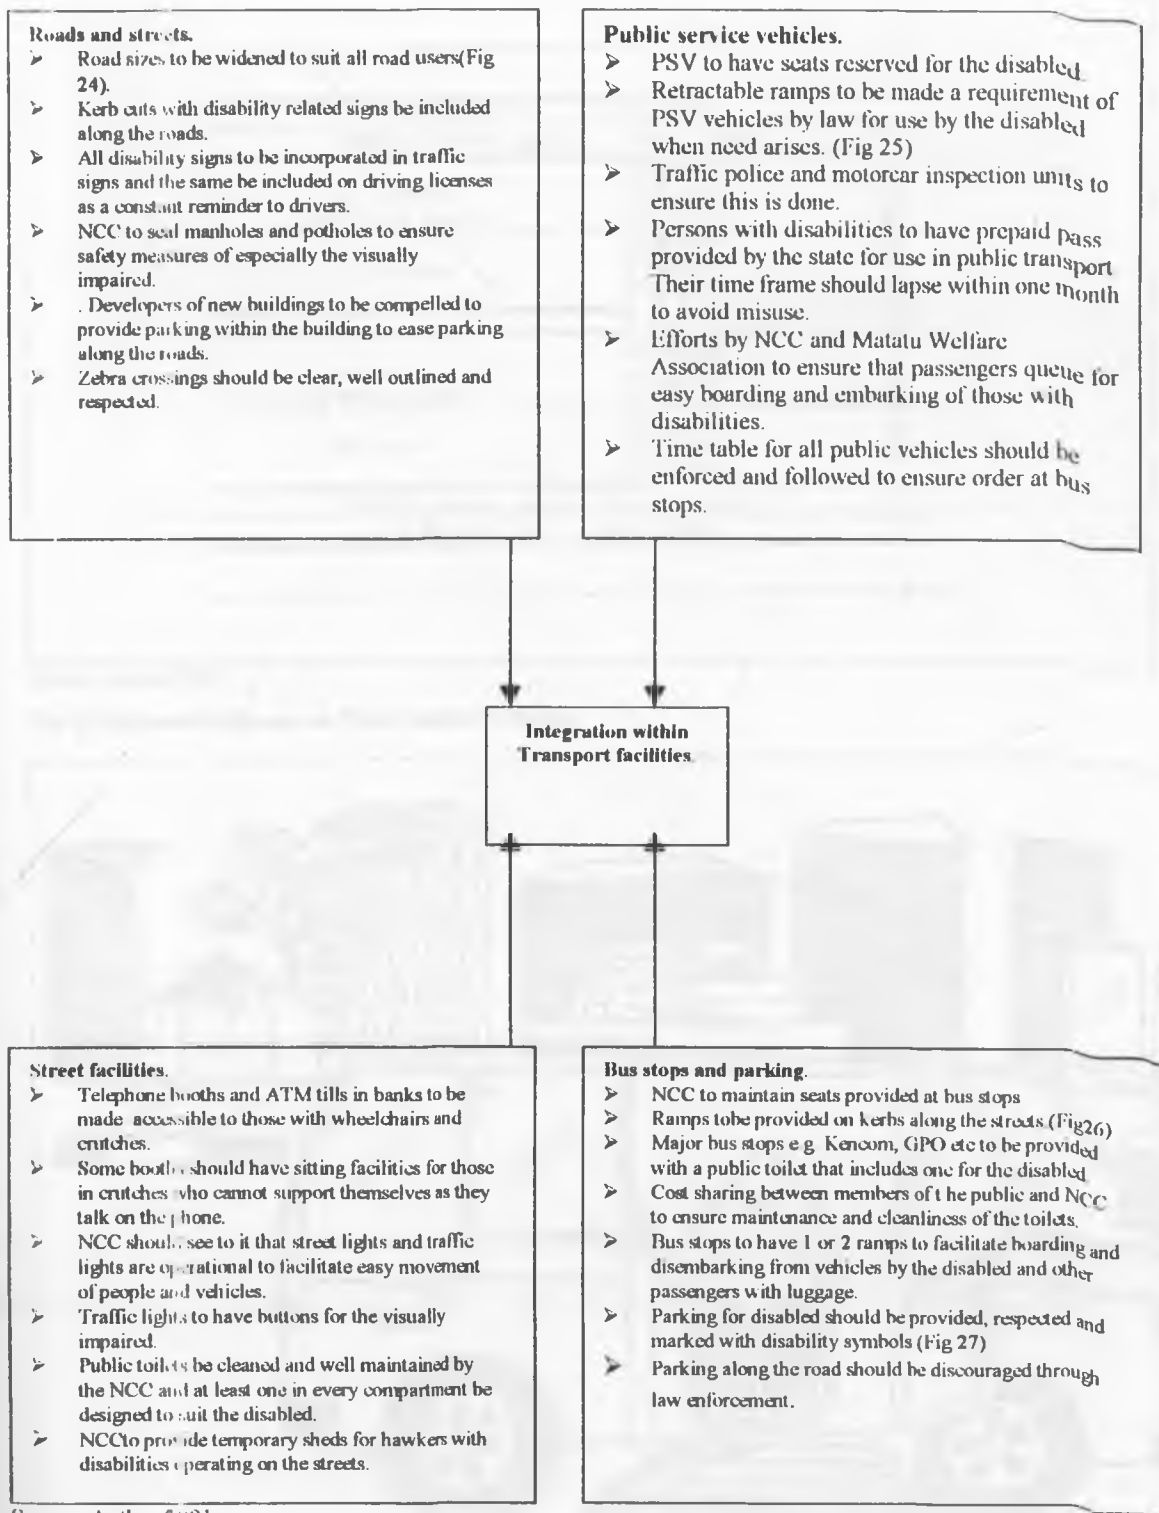 Roads and streets.
➢ Road sizes to be widened to suit all road users(Fig
24).
➢ Kerb cuts with disability related signs be included
along the roads.
➢ All disability signs to be incorporated in traffic
signs and the same be included on driving licenses
as a constant reminder to drivers.
➢ NCC to seal manholes and potholes to ensure
safety measures of especially the visually
impaired.
➢ . Developers of new buildings to be compelled to
provide parking within the building to ease parking
along the roads.
➢ Zebra crossings should be clear, well outlined and
respected.
Public service vehicles.
➢ PSV to have seats reserved for the disabled
➢ Retractable ramps to be made a requirement of
PSV vehicles by law for use by the disabled
when need arises. (Fig 25)
➢ Traffic police and motorcar inspection units to
ensure this is done.
➢ Persons with disabilities to have prepaid pass
provided by the state for use in public transport
Their time frame should lapse within one month
to avoid misuse.
➢ Efforts by NCC and Matatu Welfare
Association to ensure that passengers queue for
easy boarding and embarking of those with
disabilities.
➢ Time table for all public vehicles should be
enforced and followed to ensure order at bus
stops.
Integration within
Transport facilities
Street facilities.
➢ Telephone booths and ATM tills in banks to be
made accessible to those with wheelchairs and
crutches.
➢ Some booths should have sitting facilities for those
in crutches who cannot support themselves as they
talk on the phone.
➢ NCC should see to it that street lights and traffic
lights are operational to facilitate easy movement
of people and vehicles.
➢ Traffic lights to have buttons for the visually
impaired.
➢ Public toilets be cleaned and well maintained by
the NCC and at least one in every compartment be
designed to suit the disabled.
➢ NCCto provide temporary sheds for hawkers with
disabilities operating on the streets.
Bus stops and parking.
➢ NCC to maintain seats provided at bus stops
➢ Ramps tobe provided on kerbs along the streets (Fig26)
➢ Major bus stops e.g. Kencom, GPO etc to be provided
with a public toilet that includes one for the disabled
➢ Cost sharing between members of t he public and NCC
to ensure maintenance and cleanliness of the toilets.
➢ Bus stops to have 1 or 2 ramps to facilitate boarding and
disembarking from vehicles by the disabled and other
passengers with luggage.
➢ Parking for disabled should be provided, respected and
marked with disability symbols (Fig 27)
➢ Parking along the road should be discouraged through
law enforcement.